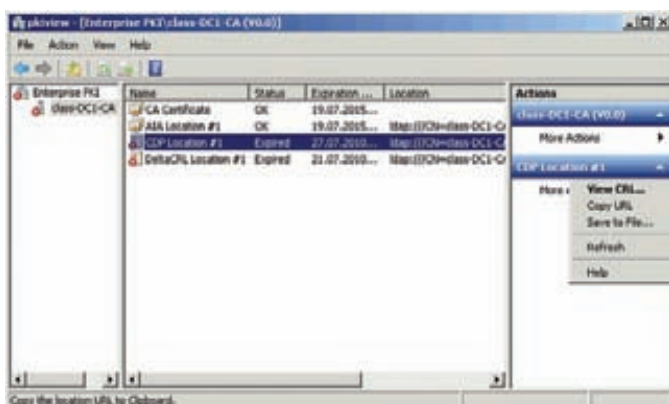 pkiview - [Enterprise PKI\class-DC1-CA (V0.0)]
File Action View Help
Enterprise PKI
class-DC1-CA
Name Status Expiration ... Location
CA Certificate OK 19.07.2015...
AIA Location #1 OK 19.07.2015... ldap:///CN=class-DC1-CA
CDP Location #1 Expired 27.07.2010... ldap:///CN=class-DC1-CA
DeltaCRL Location #1 Expired 21.07.2010... ldap:///CN=class-DC1-CA
Actions
class-DC1-CA (V0.0)
More Actions
CDP Location #1
More
View CRL...
Copy URL
Save to File...
Refresh
Help
Copy the location URL to Clipboard.